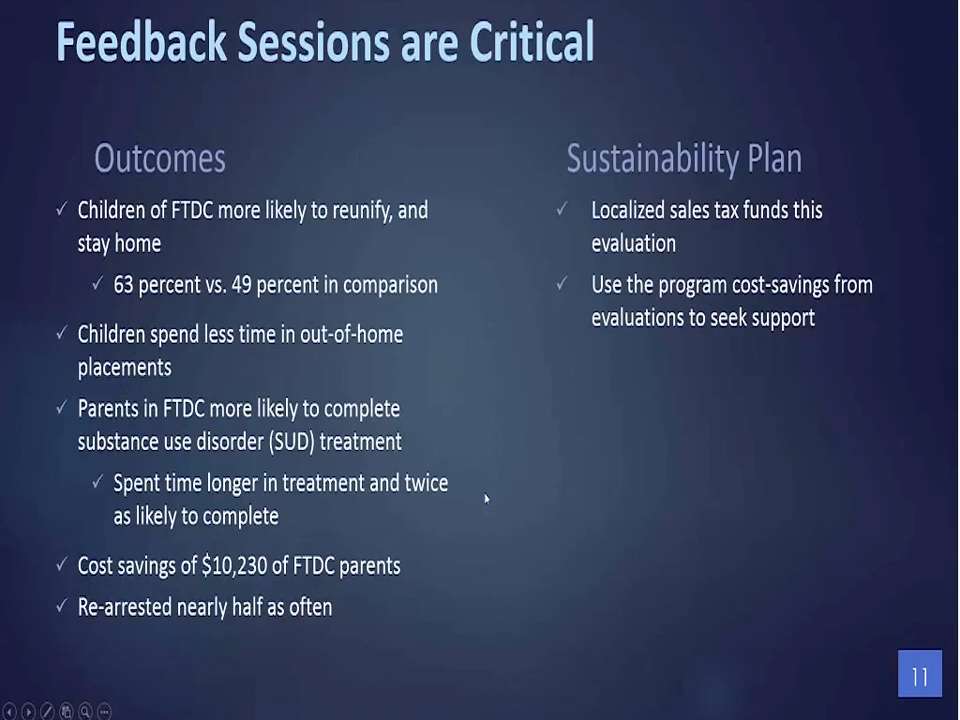 Feedback Sessions are Critical
Outcomes
Children of FTDC more likely to reunify, and
stay home
63 percent vs. 49 percent in comparison
Children spend less time in out-of-home
placements
Parents in FTDC more likely to complete
substance use disorder (SUD) treatment
Spent time longer in treatment and twice
as likely to complete
Cost savings of $10,230 of FTDC parents
Re-arrested nearly half as often
Sustainability Plan
Localized sales tax funds this
evaluation
Use the program cost-savings from
evaluations to seek support
11